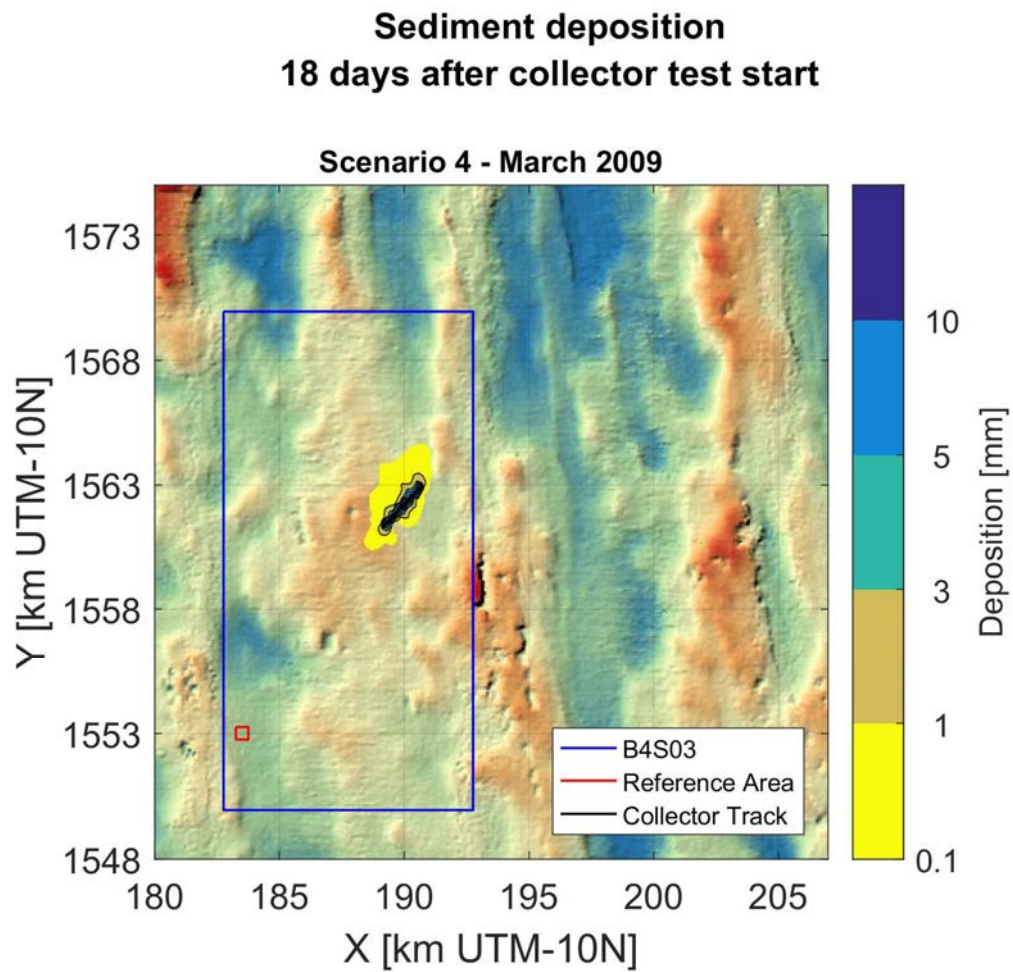 Sediment deposition
18 days after collector test start
Scenario 4 - March 2009
1573
1568
1563
1558
1553
1548
Y [km UTM-10N]
180 185 190 195 200 205
X [km UTM-10N]
B4S03
Reference Area
Collector Track
10
5
3
1
0.1
Deposition [mm]